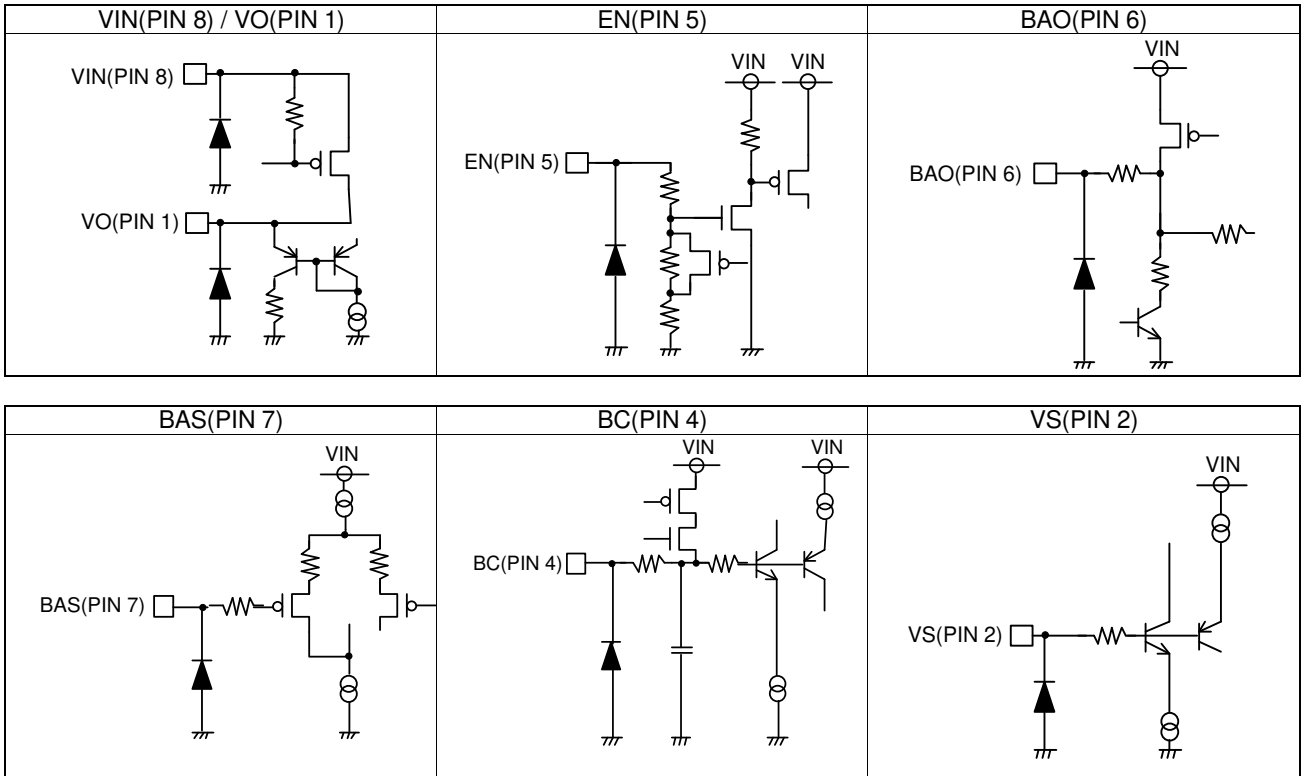 VIN(PIN 8) / VO(PIN 1)
VIN(PIN 8)
VO(PIN 1)
EN(PIN 5)
VIN VIN
EN(PIN 5)
BAO(PIN 6)
VIN
BAO(PIN 6)
BAS(PIN 7)
VIN
BAS(PIN 7)
BC(PIN 4)
VIN VIN
BC(PIN 4)
VS(PIN 2)
VIN
VS(PIN 2)